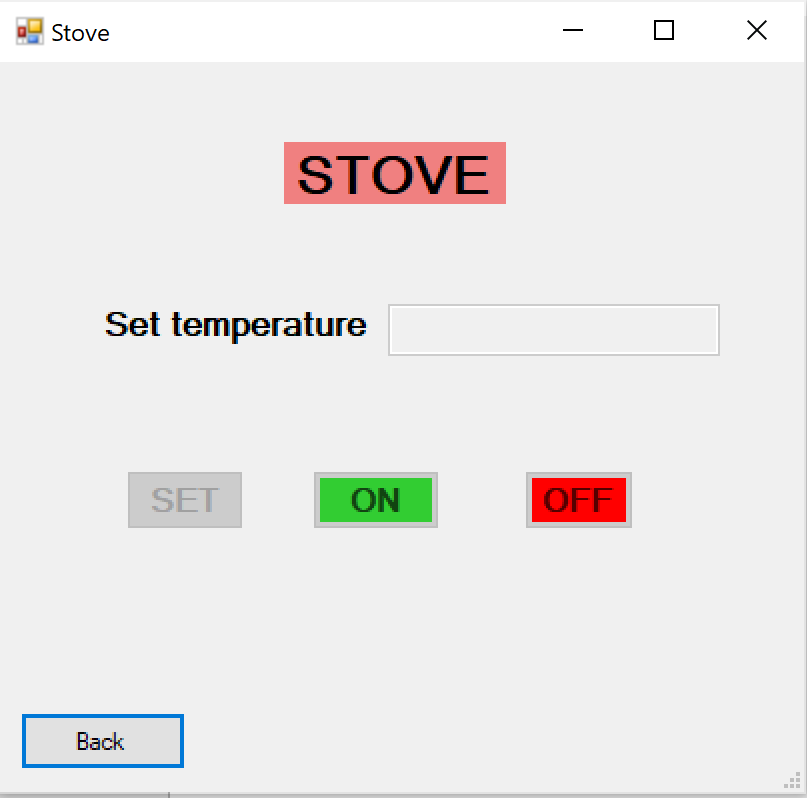 Stove
STOVE
Set temperature
SET ON OFF
Back